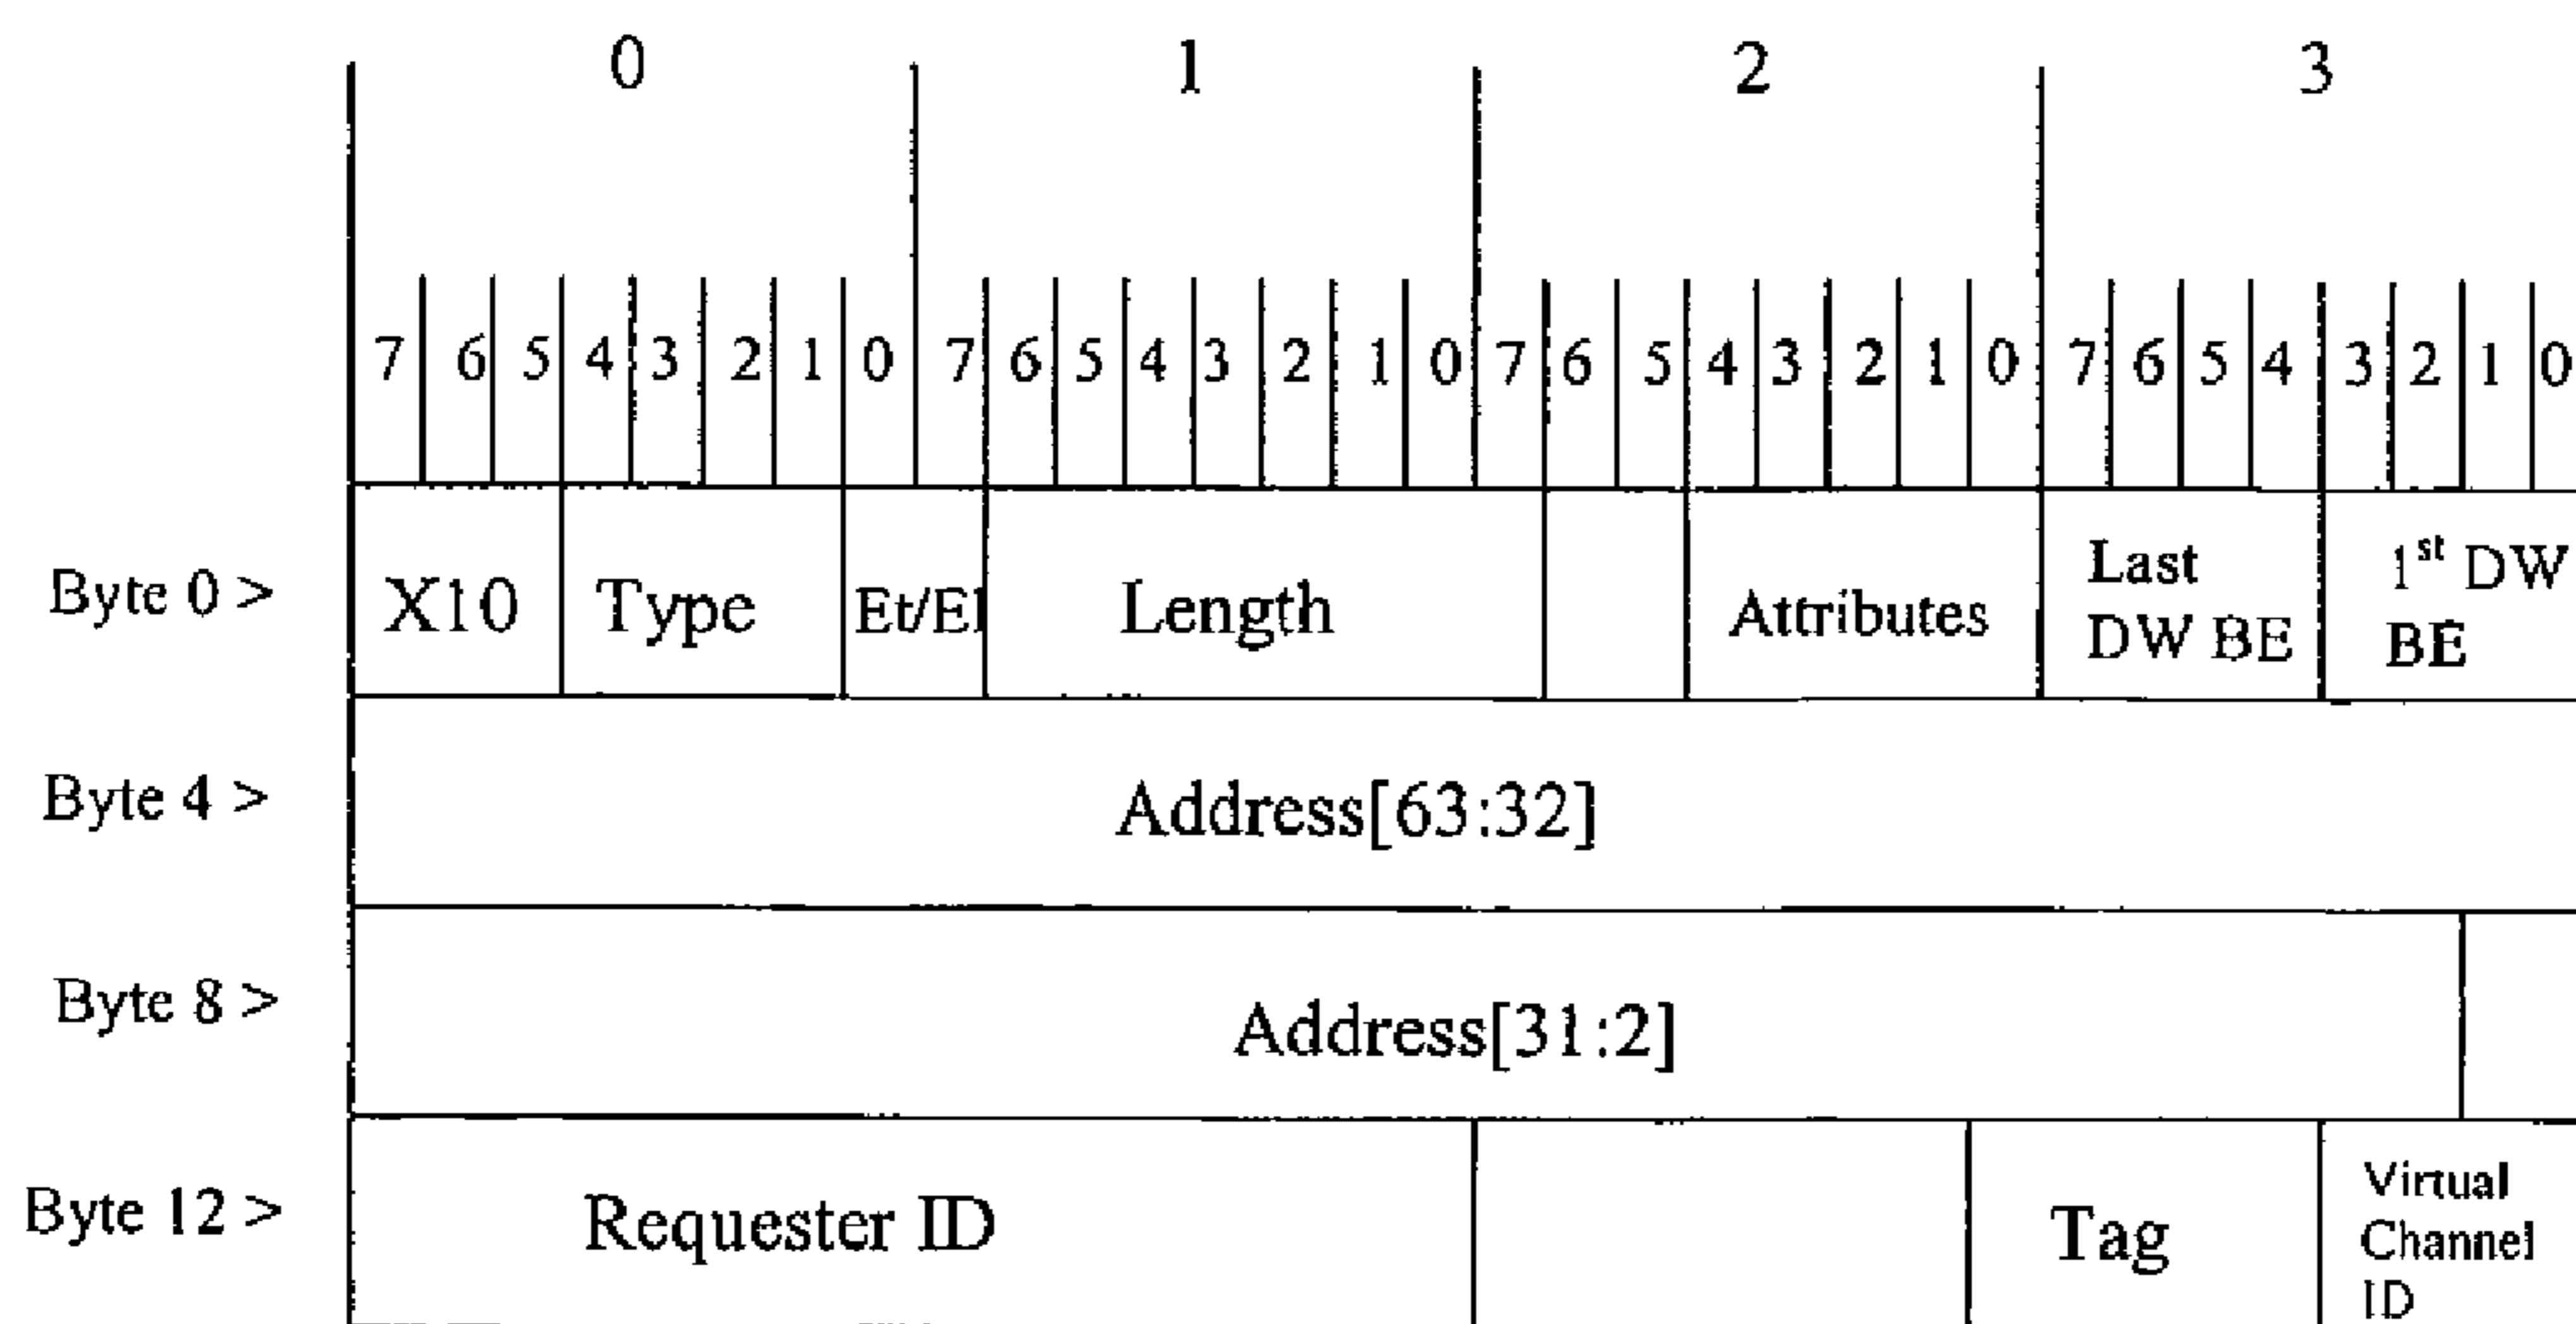 0 1 2 3
7 6 5 4 3 2 1 0 7 6 5 4 3 2 1 0 7 6 5 4 3 2 1 0 7 6 5 4 3 2 1 0
Byte 0 > X10 Type Et/El Length Attributes Last DW BE 1st DW BE
Byte 4 > Address[63:32]
Byte 8 > Address[31:2]
Byte 12 > Requester ID Tag Virtual Channel ID